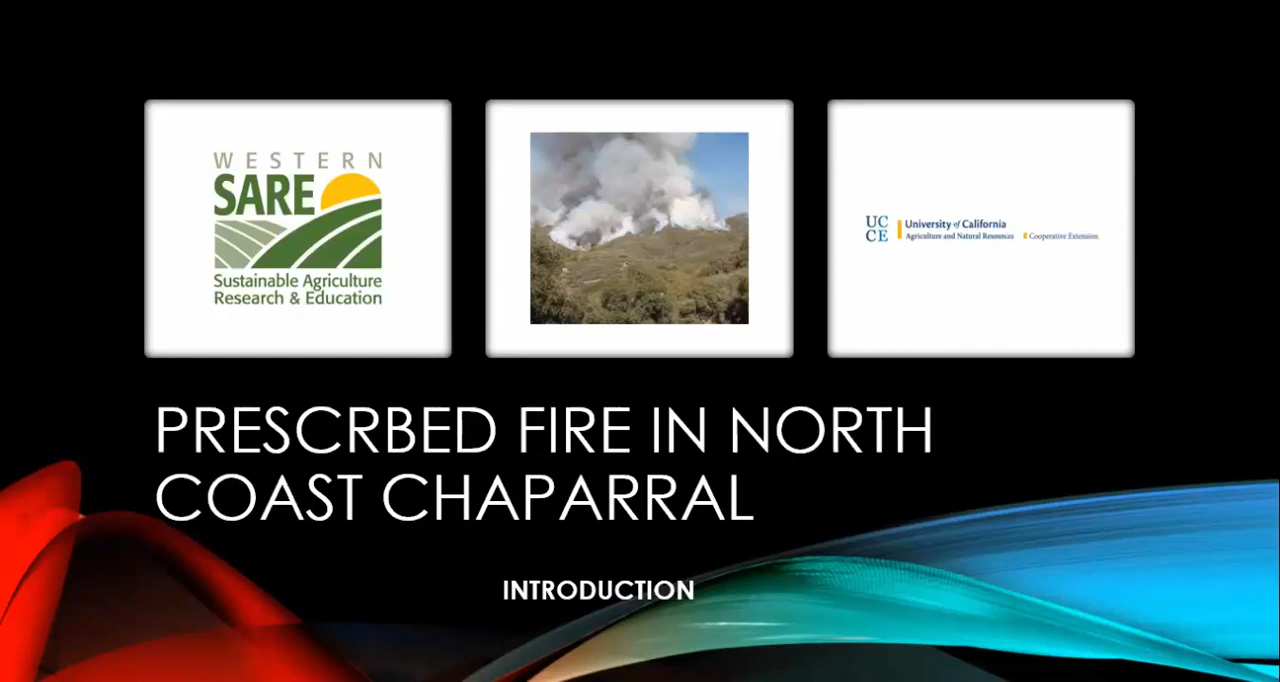 WESTERN
SARE
Sustainable Agriculture
Research & Education
UC
CE
University of California
Agriculture and Natural Resources
Cooperative Extension
PRESCRBED FIRE IN NORTH
COAST CHAPARRAL
INTRODUCTION